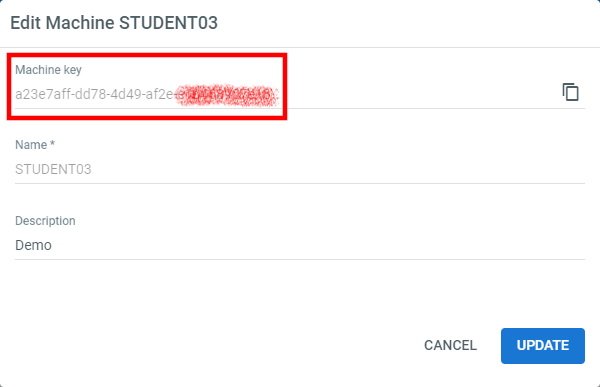 Edit Machine STUDENT03
Machine key
a23e7aff-dd78-4d49-af2e-
Name *
STUDENT03
Description
Demo
CANCEL
UPDATE